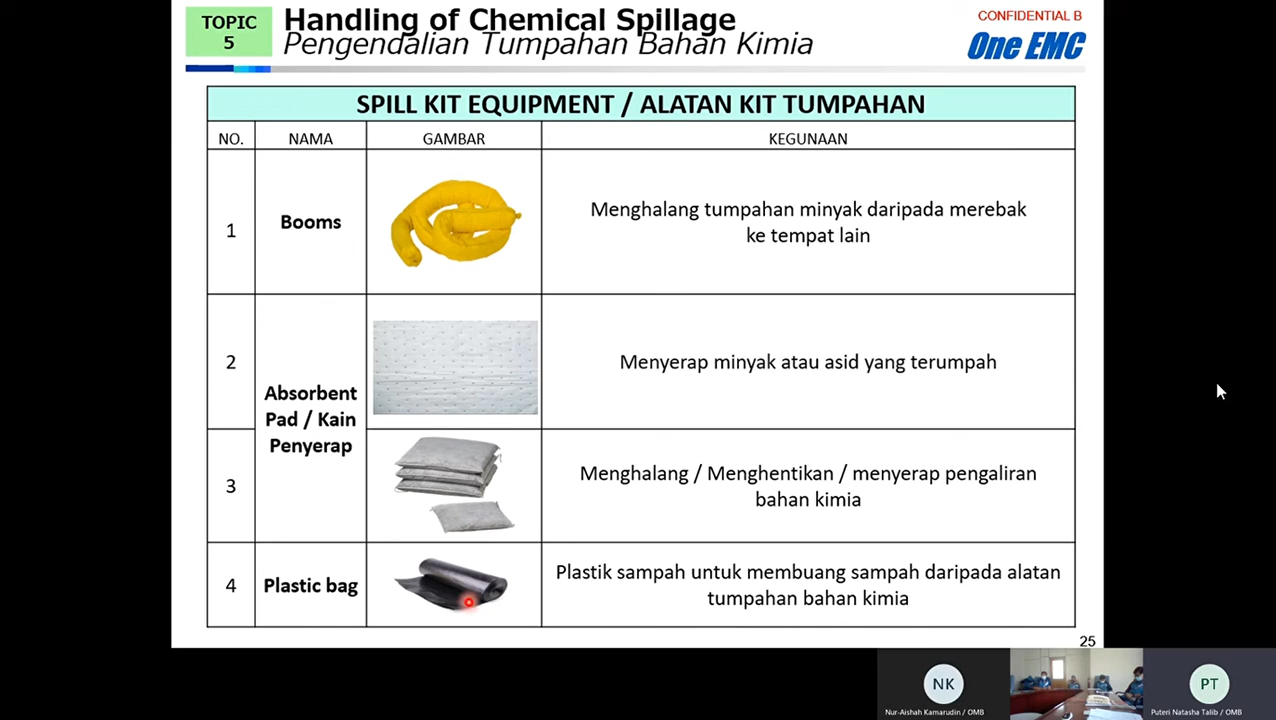 TOPIC
5
Handling of Chemical Spillage
Pengendalian Tumpahan Bahan Kimia
CONFIDENTIAL B
One EMC
SPILL KIT EQUIPMENT / ALATAN KIT TUMPAHAN
NO. NAMA GAMBAR KEGUNAAN
1
Booms
Menghalang tumpahan minyak daripada merebak
ke tempat lain
2
Absorbent
Pad / Kain
Penyerap
Menyerap minyak atau asid yang terumpah
3
Menghalang / Menghentikan / menyerap pengaliran
bahan kimia
4
Plastic bag
Plastik sampah untuk membuang sampah daripada alatan
tumpahan bahan kimia
25
NK
Nur-Aishah Kamarudin / OMB
PT
Puteri Natasha Talib / OMB